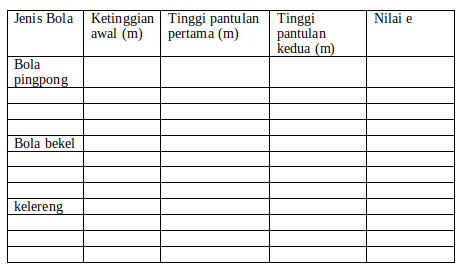 Jenis Bola
Ketinggian
awal (m)
Tinggi pantulan
pertama (m)
Tinggi
pantulan
kedua (m)
Nilai e
Bola
pingpong
Bola bekel
kelereng